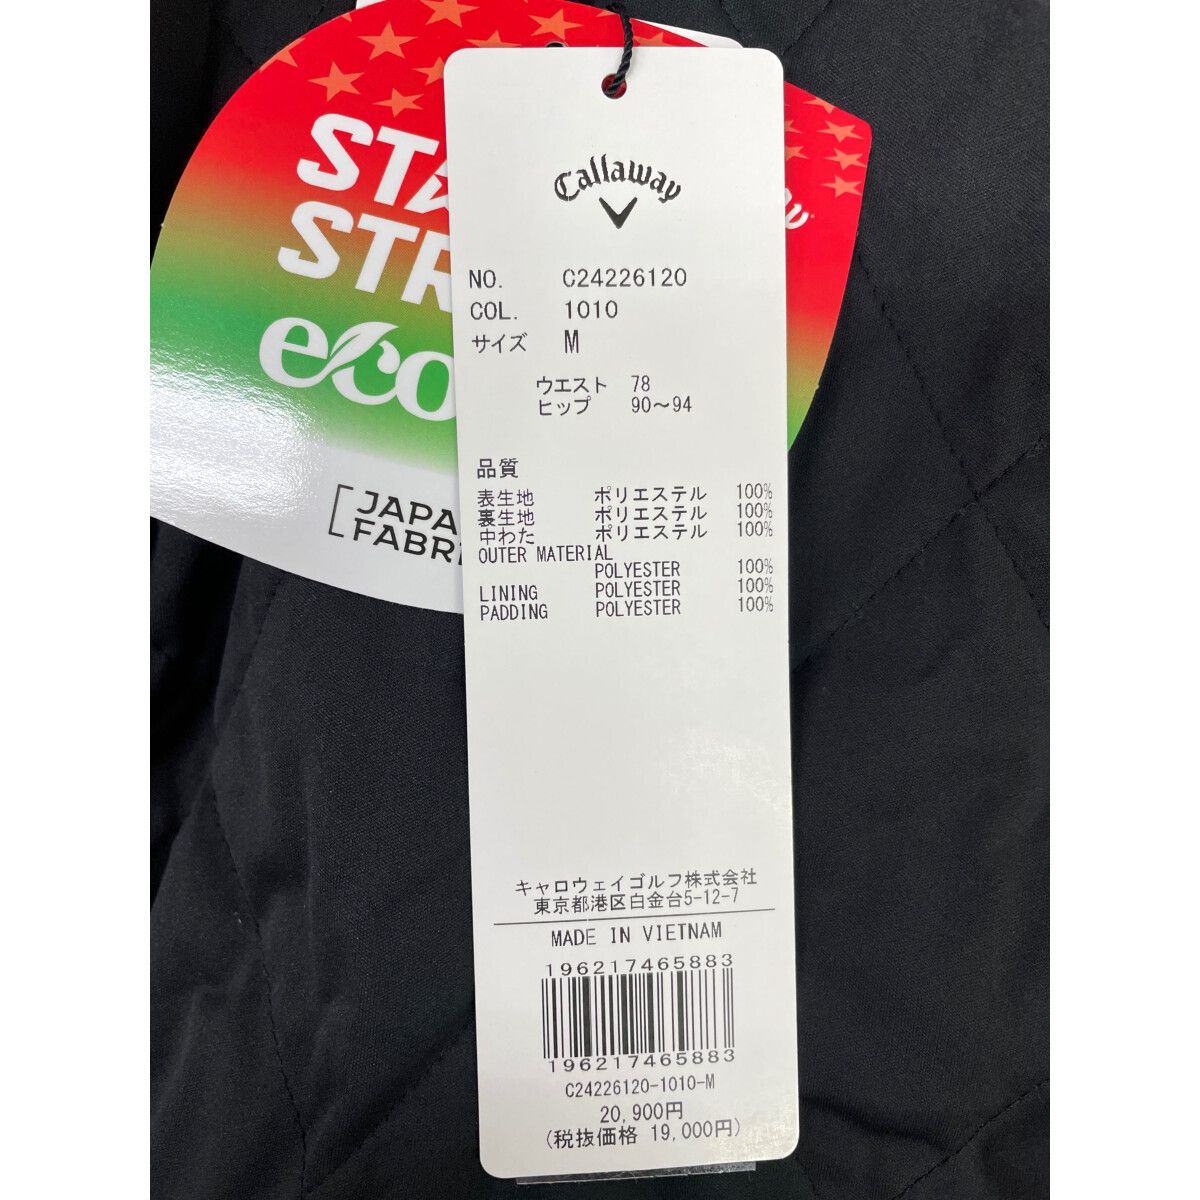 Callaway
NO. C24226120
COL. 1010
サイズ M
ウエスト 78
ヒップ 90～94
品質
表生地 ポリエステル 100%
裏生地 ポリエステル 100%
中わた ポリエステル 100%
OUTER MATERIAL
POLYESTER 100%
LINING POLYESTER 100%
PADDING POLYESTER 100%
キャロウェイゴルフ株式会社
東京都港区白金台5-12-7
MADE IN VIETNAM
196217465883
196217465883
C24226120-1010-M
20,900円
(税抜価格 19,000円)
STA
STR
eco
JAPA
FABRI